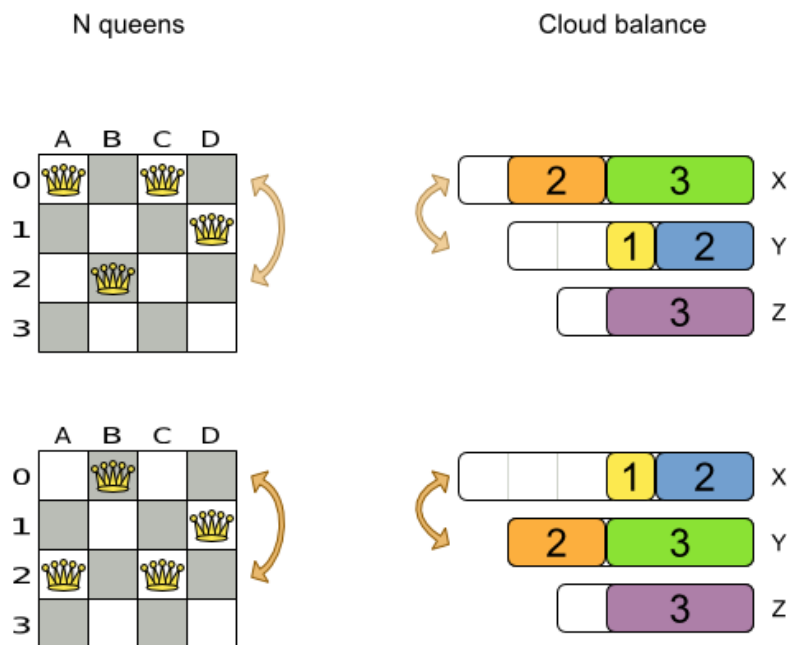 N queens
Cloud balance
A B C D
0
1
2
3
2 3 X
1 2 Y
3 Z
A B C D
0
1
2
3
1 2 X
2 3 Y
3 Z